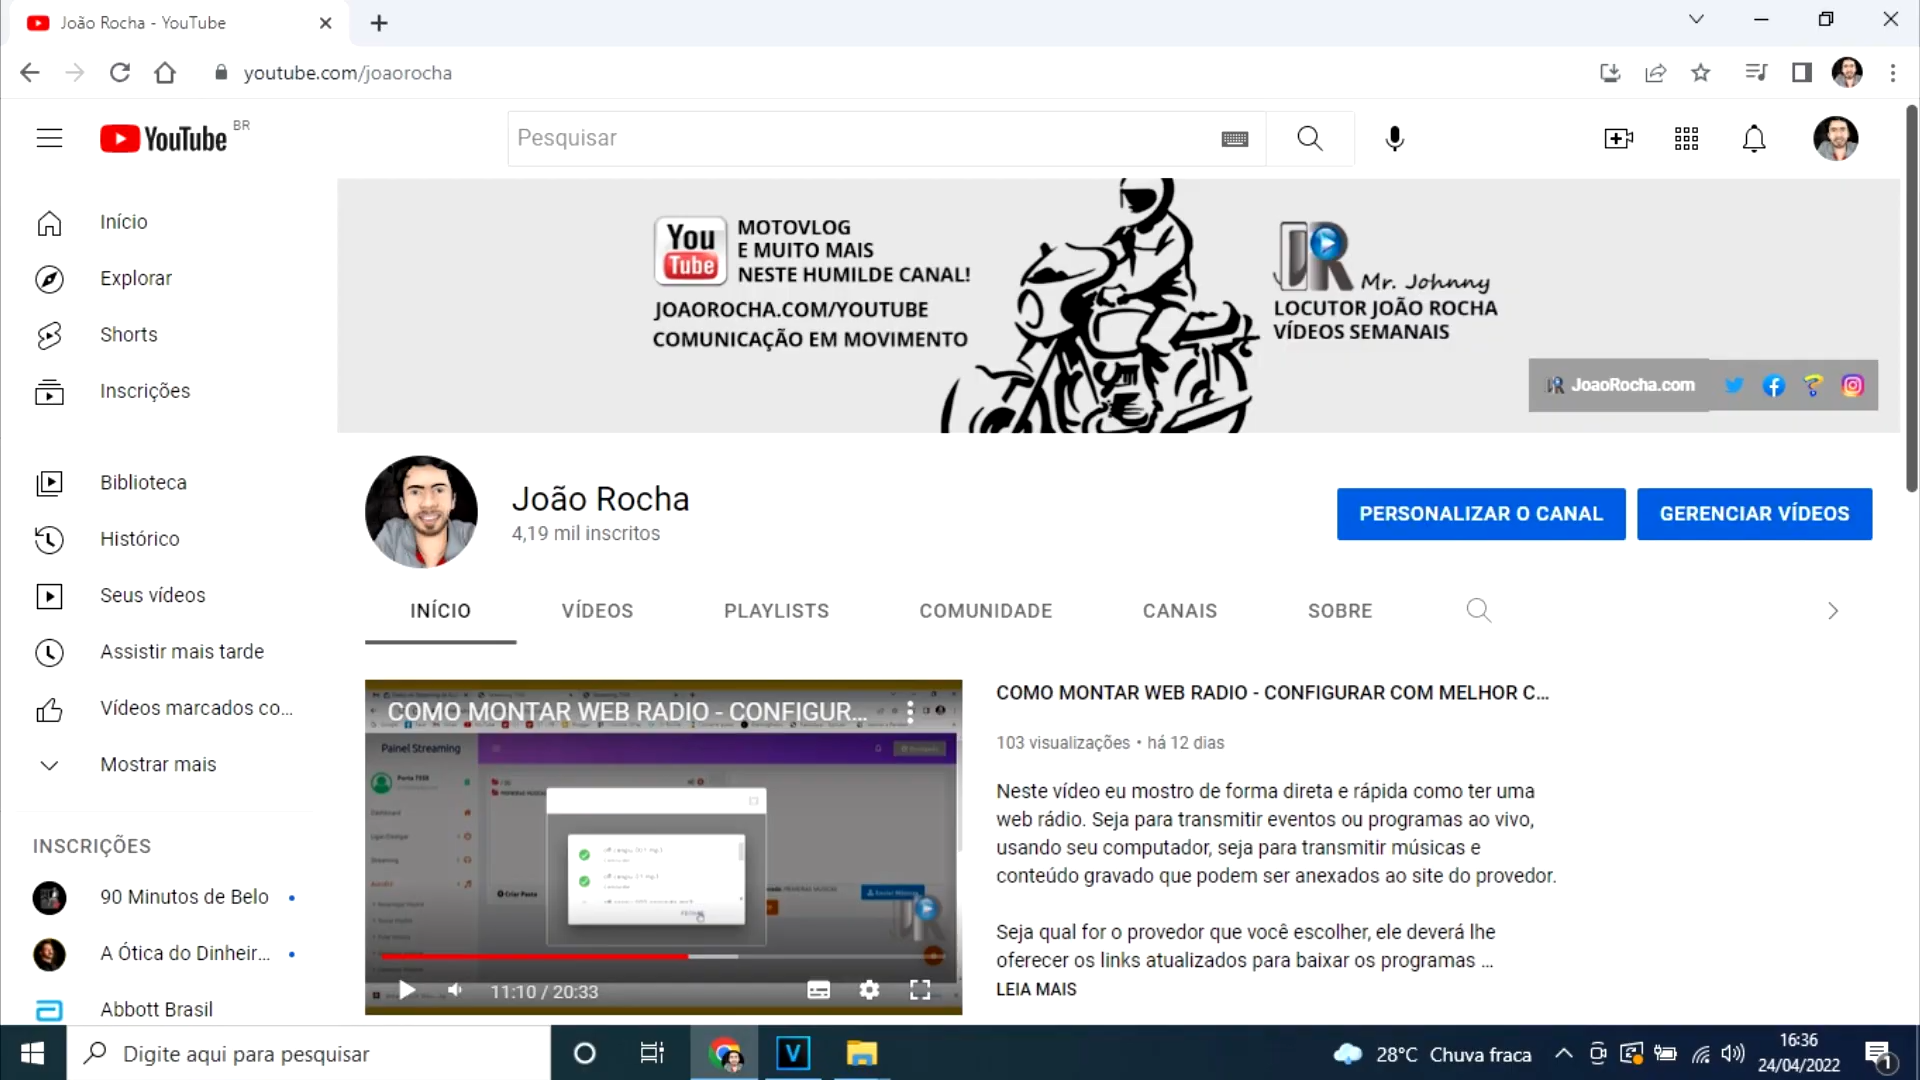 João Rocha - YouTube
youtube.com/joaorocha
YouTube BR
Pesquisar
Início
Explorar
Shorts
Inscrições
Biblioteca
Histórico
Seus vídeos
Assistir mais tarde
Vídeos marcados co...
Mostrar mais
INSCRIÇÕES
90 Minutos de Belo
A Ótica do Dinheir...
Abbott Brasil
You
Tube
MOTOVLOG
E MUITO MAIS
NESTE HUMILDE CANAL!
JOAOROCHA.COM/YOUTUBE
COMUNICAÇÃO EM MOVIMENTO
JR Mr. Johnny
LOCUTOR JOÃO ROCHA
VÍDEOS SEMANAIS
JR JoaoRocha.com
João Rocha
4,19 mil inscritos
PERSONALIZAR O CANAL
GERENCIAR VÍDEOS
INÍCIO VÍDEOS PLAYLISTS COMUNIDADE CANAIS SOBRE
COMO MONTAR WEB RADIO - CONFIGUR...
Painel Streaming
Criar Pasta
11:10 / 20:33
COMO MONTAR WEB RADIO - CONFIGURAR COM MELHOR C...
103 visualizações • há 12 dias
Neste vídeo eu mostro de forma direta e rápida como ter uma
web rádio. Seja para transmitir eventos ou programas ao vivo,
usando seu computador, seja para transmitir músicas e
conteúdo gravado que podem ser anexados ao site do provedor.
Seja qual for o provedor que você escolher, ele deverá lhe
oferecer os links atualizados para baixar os programas ...
LEIA MAIS
Digite aqui para pesquisar
V
28°C Chuva fraca
16:36
24/04/2022
1